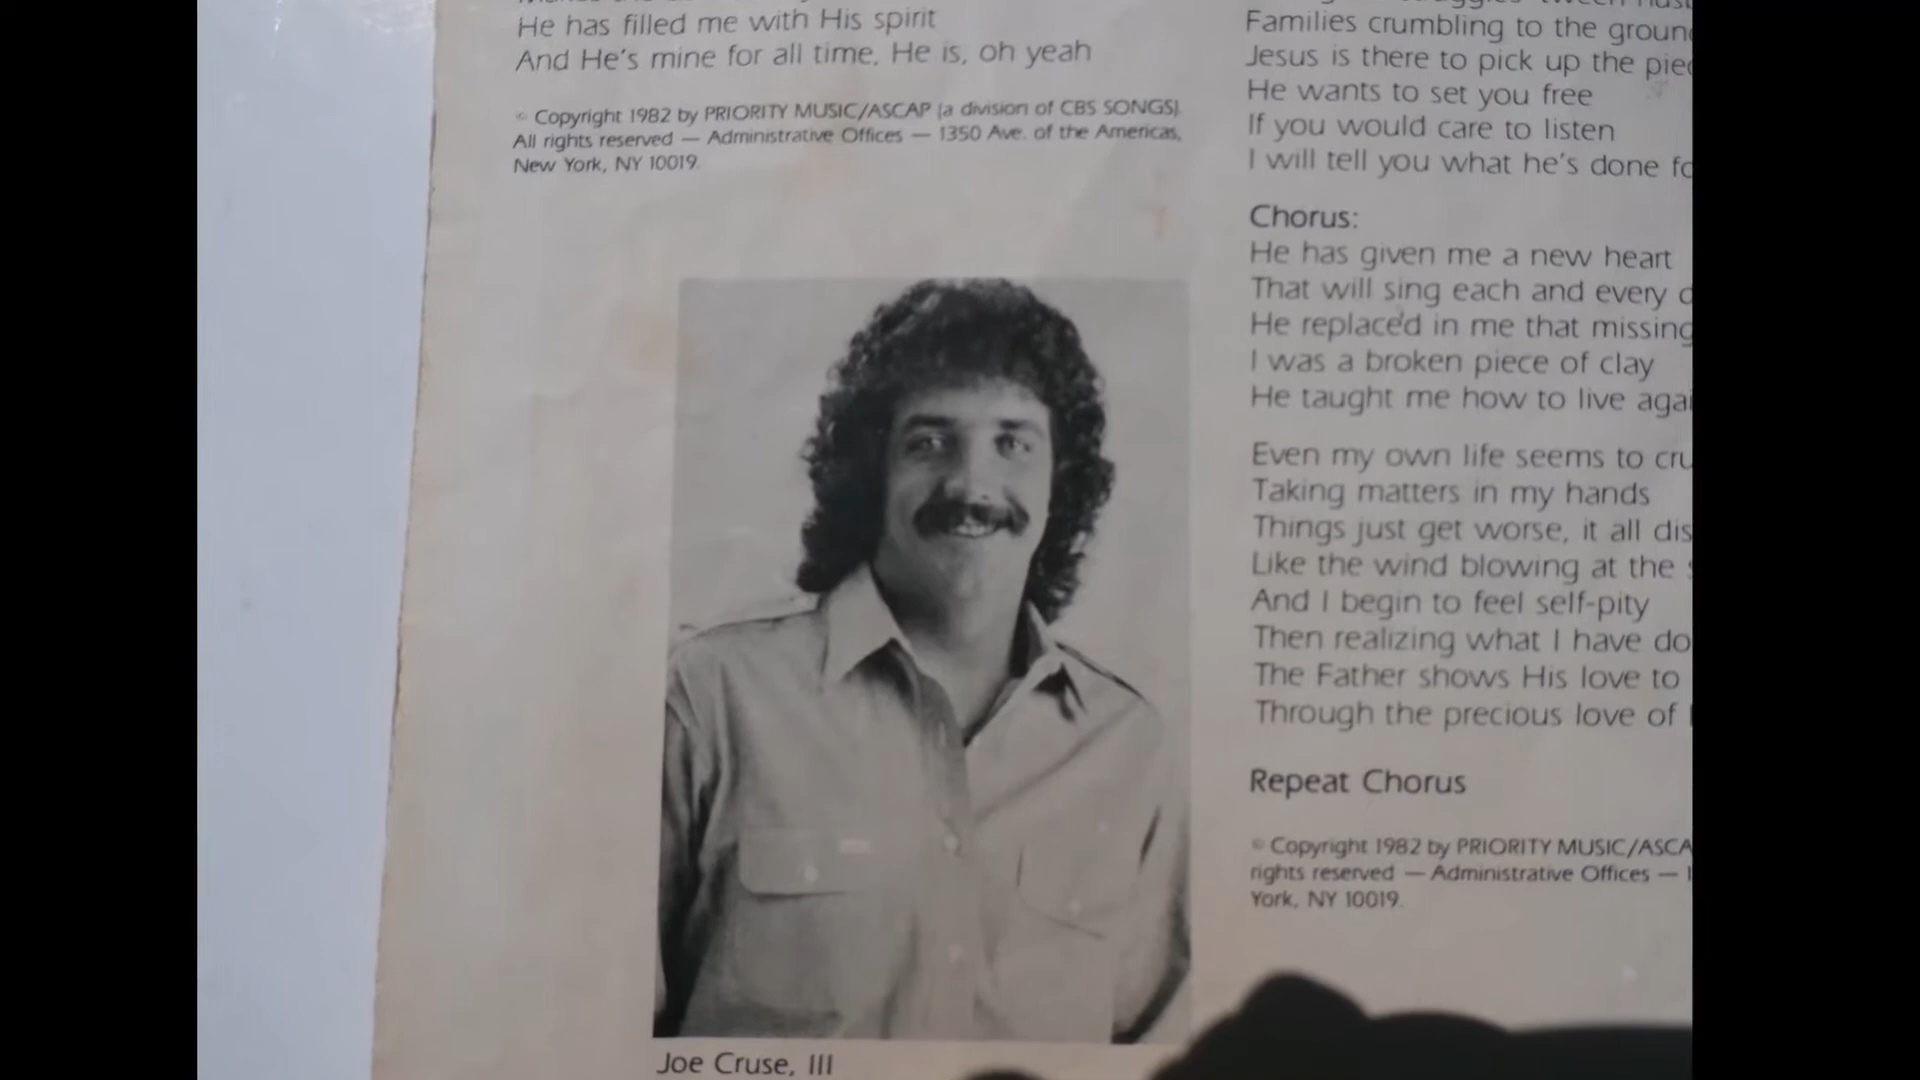 He has filled me with His spirit
And He's mine for all time, He is, oh yeah
© Copyright 1982 by PRIORITY MUSIC/ASCAP (a division of CBS SONGS).
All rights reserved — Administrative Offices — 1350 Ave. of the Americas,
New York, NY 10019.
Joe Cruse, III
Families crumbling to the
Jesus is there to pick up the
He wants to set you free
If you would care to listen
I will tell you what he's done
Chorus:
He has given me a new heart
That will sing each and every
He replaced in me that missing
I was a broken piece of clay
He taught me how to live
Even my own life seems to
Taking matters in my hands
Things just get worse, it all
Like the wind blowing at the
And I begin to feel self-pity
Then realizing what I have
The Father shows His love to
Through the precious love of
Repeat Chorus
© Copyright 1982 by PRIORITY MUSIC/ASCA
rights reserved — Administrative Offices —
York, NY 10019.